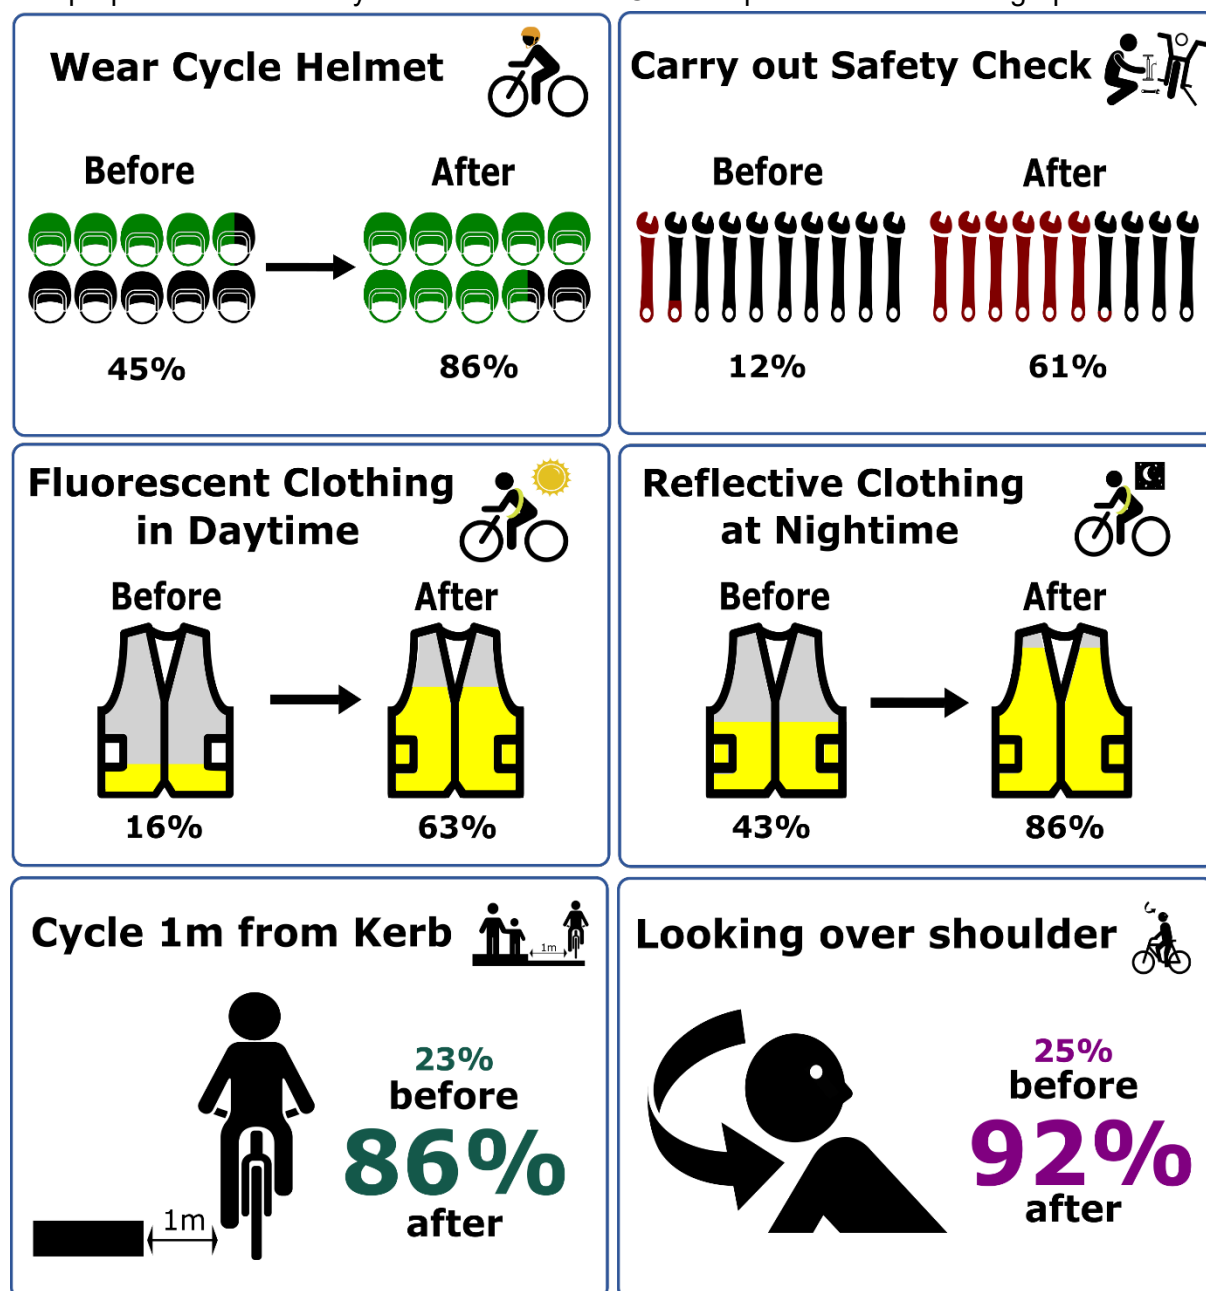 Wear Cycle Helmet
Before
After
45%
86%
Carry out Safety Check
Before
After
12%
61%
Fluorescent Clothing
in Daytime
Before
After
16%
63%
Reflective Clothing
at Nightime
Before
After
43%
86%
Cycle 1m from Kerb
1m
23%
before
86%
after
1m
Looking over shoulder
25%
before
92%
after